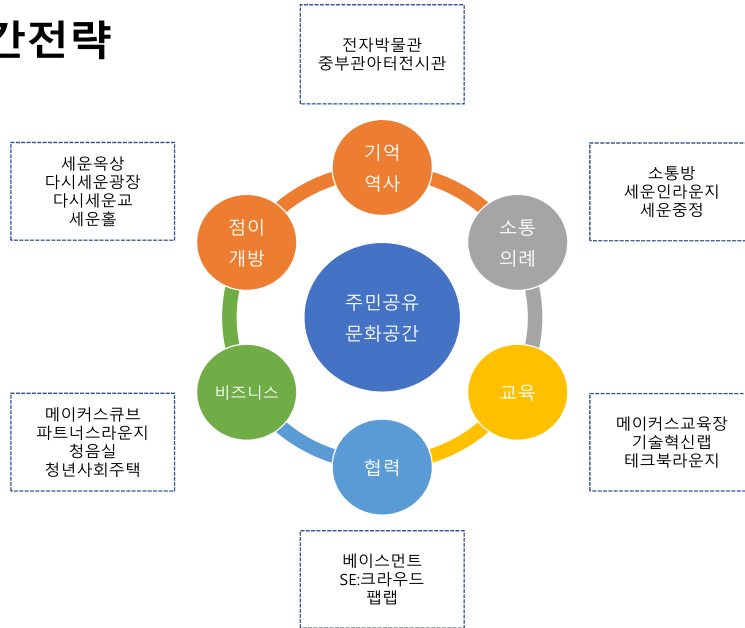 간전략
전자박물관
중부관아터전시관
기억
역사
세운옥상
다시세운광장
다시세운교
세운홀
점이
개방
소통
의례
소통방
세운인라운지
세운중정
주민공유
문화공간
비즈니스
교육
메이커스큐브
파트너스라운지
청음실
청년사회주택
협력
메이커스교육장
기술혁신랩
테크북라운지
베이스먼트
SE:크라우드
팹랩